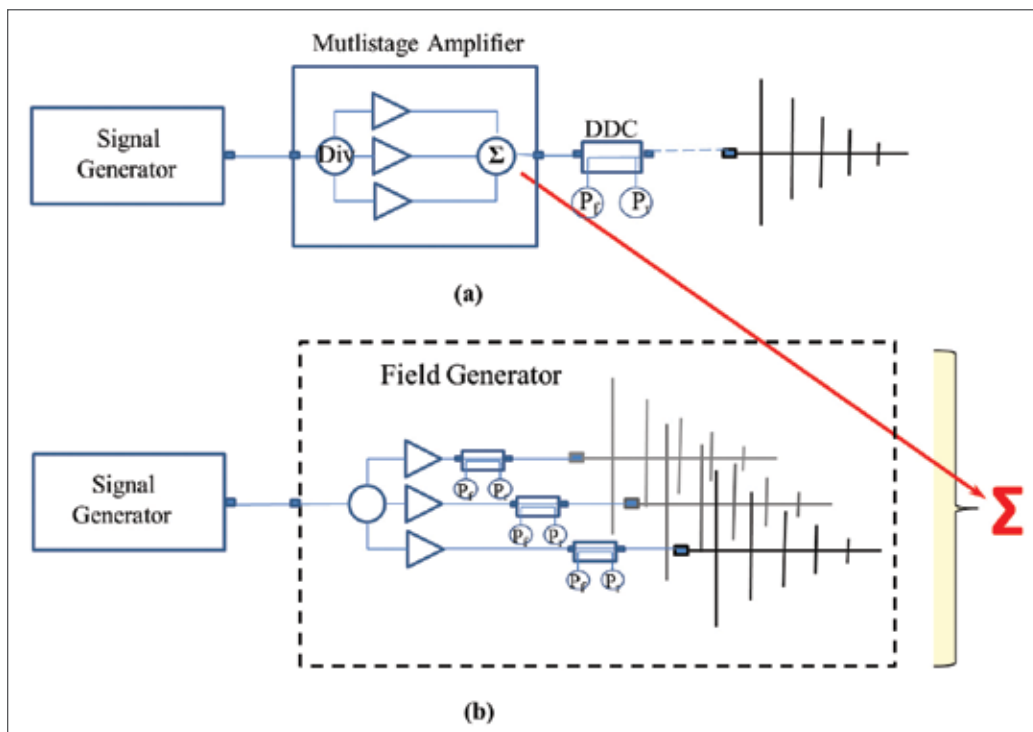 Mutlistage Amplifier
Signal
Generator
Div
Σ
DDC
Pf
Pr
(a)
Field Generator
Signal
Generator
Pf
Pr
Pf
Pr
Pf
Pr
Σ
(b)